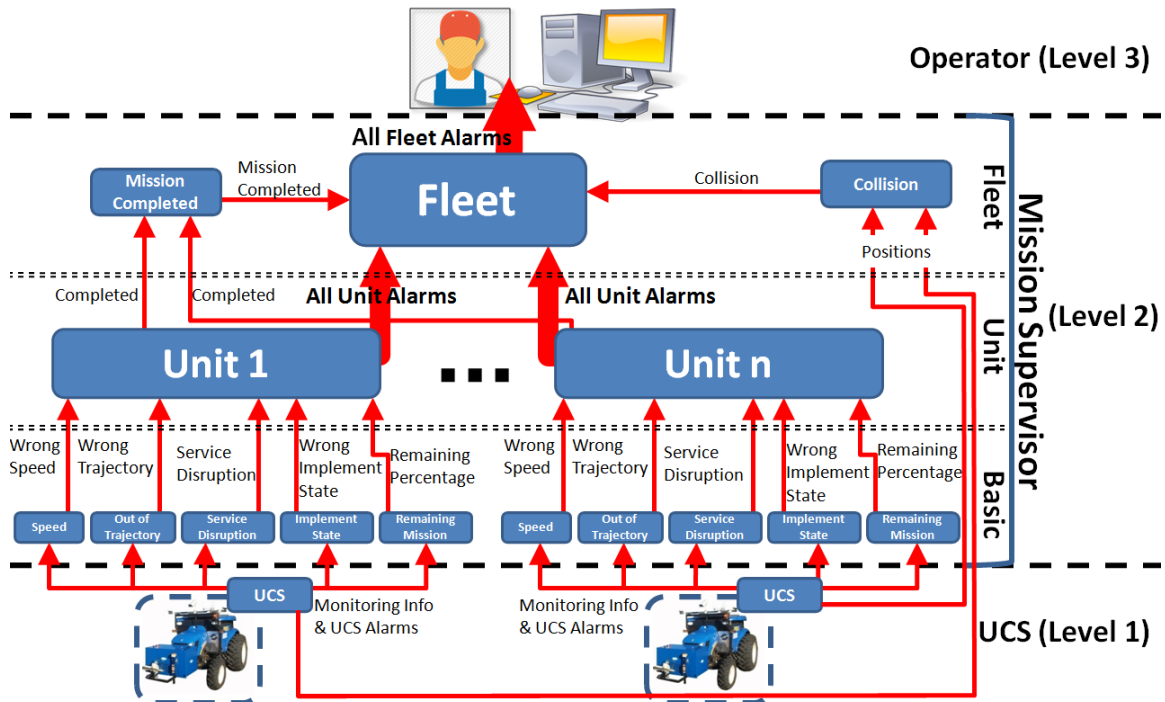 Operator (Level 3)
All Fleet Alarms
Mission
Completed
Mission
Completed
Fleet
Collision
Collision
Fleet
Positions
Completed
Completed
All Unit Alarms
All Unit Alarms
Mission Supervisor
(Level 2)
Unit 1
...
Unit n
Unit
Wrong
Speed
Wrong
Trajectory
Service
Disruption
Wrong
Implement
State
Remaining
Percentage
Wrong
Speed
Wrong
Trajectory
Service
Disruption
Wrong
Implement
State
Remaining
Percentage
Basic
Speed
Out of
Trajectory
Service
Disruption
Implement
State
Remaining
Mission
Speed
Out of
Trajectory
Service
Disruption
Implement
State
Remaining
Mission
UCS
Monitoring Info
& UCS Alarms
Monitoring Info
& UCS Alarms
UCS
UCS (Level 1)